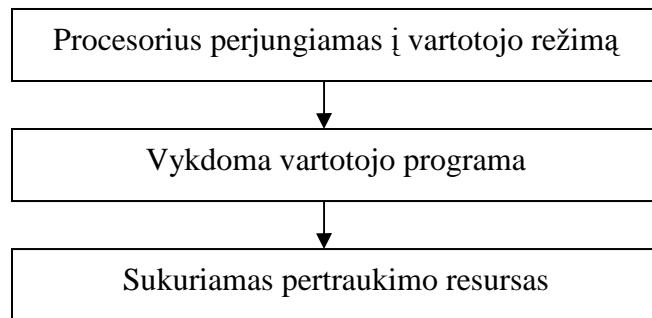 Procesorius perjungiamas į vartotojo režimą
Vykdoma vartotojo programa
Sukuriamas pertraukimo resursas